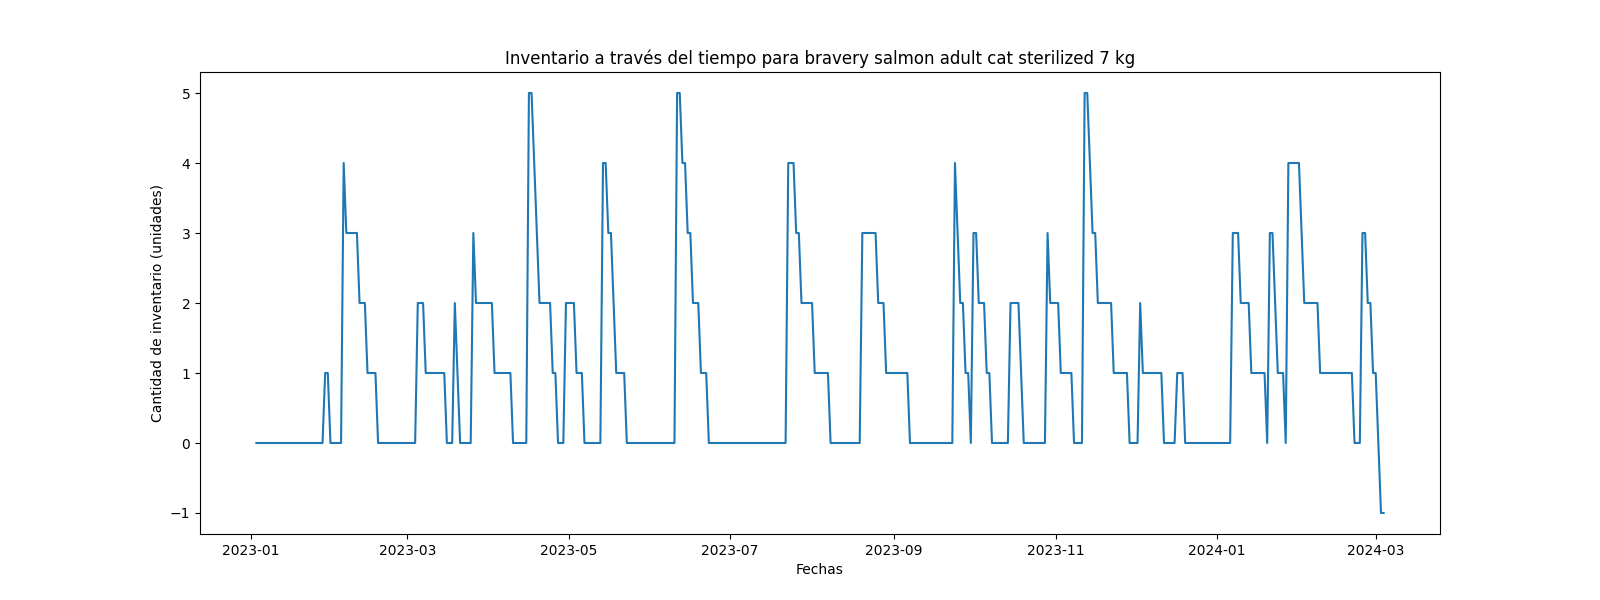 Inventario a través del tiempo para bravery salmon adult cat sterilized 7 kg
Cantidad de inventario (unidades)
5
4
3
2
1
0
−1
2023-01 2023-03 2023-05 2023-07 2023-09 2023-11 2024-01 2024-03
Fechas